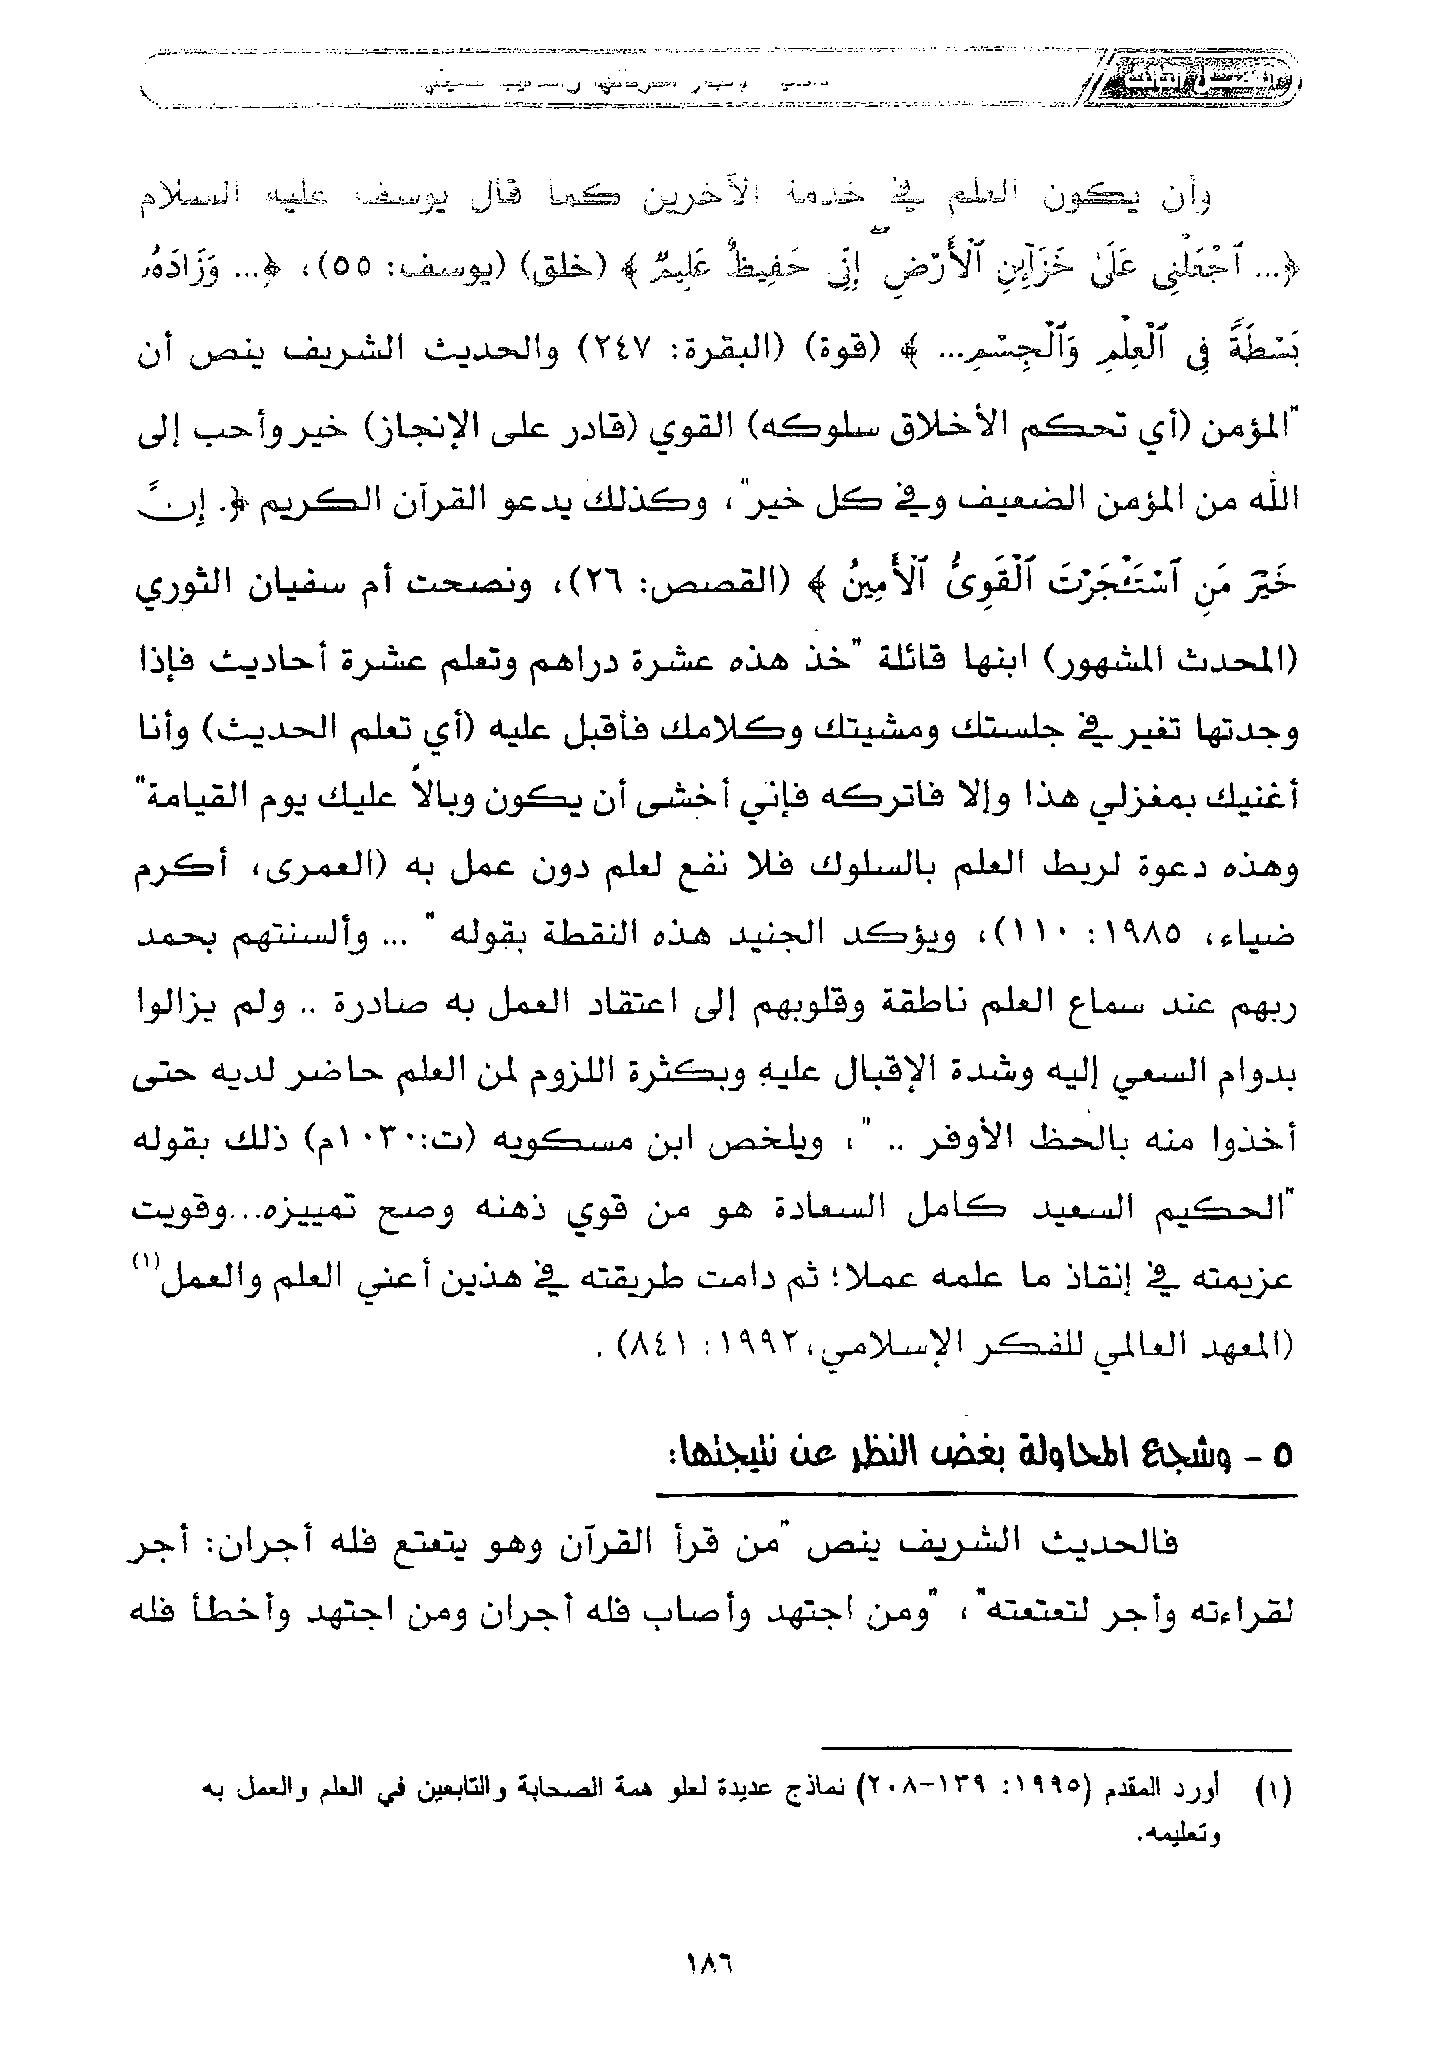 وأن يكون العلم في خدمة الآخرين كما قال يوسف عليه السلام
﴿... ٱجْعَلْنِى عَلَىٰ خَزَآئِنِ ٱلْأَرْضِ إِنِّى حَفِيظٌ عَلِيمٌ ﴾ (خلق) (يوسف: ٥٥)، ﴿... وَزَادَهُۥ
بَسْطَةً فِى ٱلْعِلْمِ وَٱلْجِسْمِ... ﴾ (قوة) (البقرة: ٢٤٧) والحديث الشريف ينص أن
"المؤمن (أي تحكم الأخلاق سلوكه) القوي (قادر على الإنجاز) خير وأحب إلى
الله من المؤمن الضعيف وفي كل خير"، وكذلك يدعو القرآن الكريم ﴿. إِنَّ
خَيْرَ مَنِ ٱسْتَـْٔجَرْتَ ٱلْقَوِىُّ ٱلْأَمِينُ ﴾ (القصص: ٢٦)، ونصحت أم سفيان الثوري
(المحدث المشهور) ابنها قائلة "خذ هذه عشرة دراهم وتعلم عشرة أحاديث فإذا
وجدتها تغير في جلستك ومشيتك وكلامك فأقبل عليه (أي تعلم الحديث) وأنا
أغنيك بمغزلي هذا وإلا فاتركه فإني أخشى أن يكون وبالاً عليك يوم القيامة"
وهذه دعوة لربط العلم بالسلوك فلا نفع لعلم دون عمل به (العمرى، أكرم
ضياء، ١٩٨٥: ١١٠)، ويؤكد الجنيد هذه النقطة بقوله " ... وألسنتهم بحمد
ربهم عند سماع العلم ناطقة وقلوبهم إلى اعتقاد العمل به صادرة .. ولم يزالوا
بدوام السعي إليه وشدة الإقبال عليه وبكثرة اللزوم لمن العلم حاضر لديه حتى
أخذوا منه بالحظ الأوفر .. "، ويلخص ابن مسكويه (ت:١٠٣٠م) ذلك بقوله
"الحكيم السعيد كامل السعادة هو من قوي ذهنه وصح تمييزه...وقويت
عزيمته في إنقاذ ما علمه عملا؛ ثم دامت طريقته في هذين أعني العلم والعمل(١)
(المعهد العالمي للفكر الإسلامي، ١٩٩٢: ٨٤١) .
٥ - وشجع المحاولة بغض النظر عن نتيجتها:
فالحديث الشريف ينص "من قرأ القرآن وهو يتعتع فله أجران: أجر
لقراءته وأجر لتعتعته"، "ومن اجتهد وأصاب فله أجران ومن اجتهد وأخطأ فله
(١) أورد المقدم (١٩٩٥: ١٣٩-٢٠٨) نماذج عديدة لعلو همة الصحابة والتابعين في العلم والعمل به
وتعليمه.
١٨٦